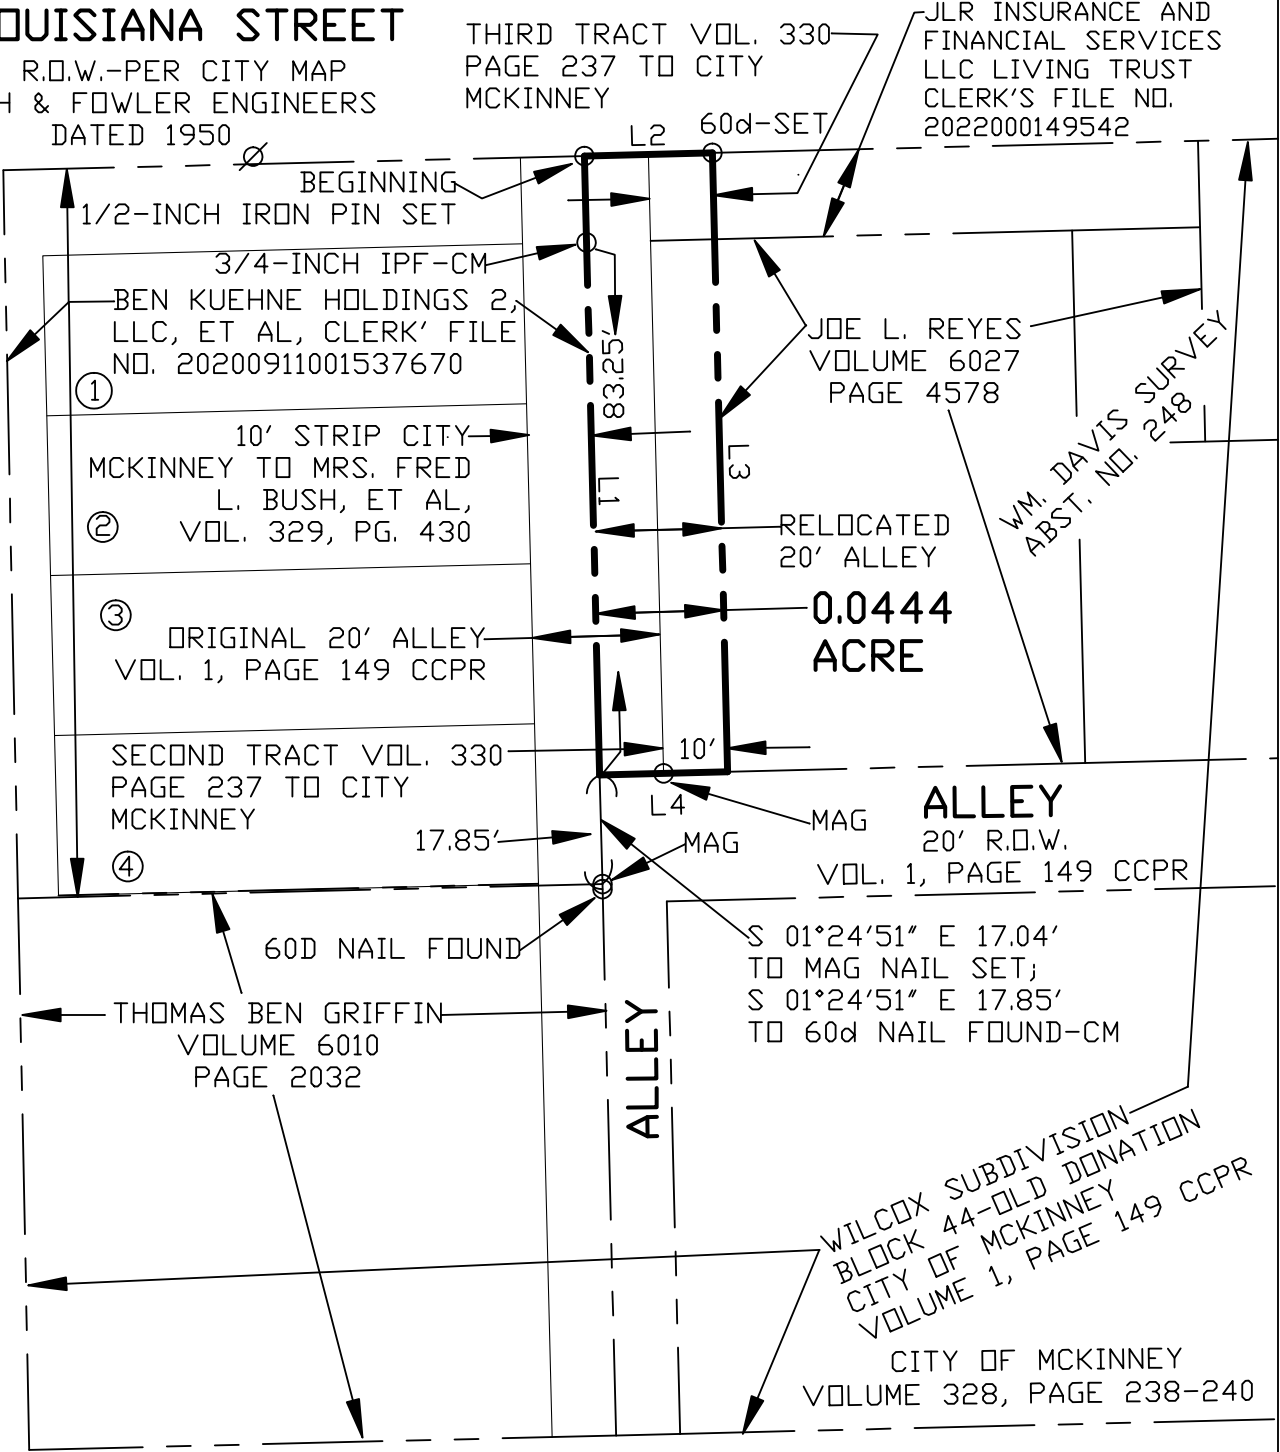 OUISIANA STREET
R.O.W.-PER CITY MAP
H & FOWLER ENGINEERS
DATED 1950
THIRD TRACT VOL. 330
PAGE 237 TO CITY
MCKINNEY
JLR INSURANCE AND
FINANCIAL SERVICES
LLC LIVING TRUST
CLERK'S FILE NO.
2022000149542
L2
60d-SET
BEGINNING
1/2-INCH IRON PIN SET
3/4-INCH IPF-CM
BEN KUEHNE HOLDINGS 2,
LLC, ET AL, CLERK' FILE
NO. 20200911001537670
1
83.25'
JOE L. REYES
VOLUME 6027
PAGE 4578
WM. DAVIS SURVEY
ABST. NO. 248
10' STRIP CITY
MCKINNEY TO MRS. FRED
L. BUSH, ET AL,
VOL. 329, PG. 430
2
L1
L3
RELOCATED
20' ALLEY
0.0444
ACRE
3
ORIGINAL 20' ALLEY
VOL. 1, PAGE 149 CCPR
SECOND TRACT VOL. 330
PAGE 237 TO CITY
MCKINNEY
10'
L4
MAG
ALLEY
20' R.O.W.
VOL. 1, PAGE 149 CCPR
17.85'
MAG
4
60D NAIL FOUND
S 01°24'51" E 17.04'
TO MAG NAIL SET;
S 01°24'51" E 17.85'
TO 60d NAIL FOUND-CM
THOMAS BEN GRIFFIN
VOLUME 6010
PAGE 2032
ALLEY
WILCOX SUBDIVISION
BLOCK 44-OLD DONATION
CITY OF MCKINNEY
VOLUME 1, PAGE 149 CCPR
CITY OF MCKINNEY
VOLUME 328, PAGE 238-240